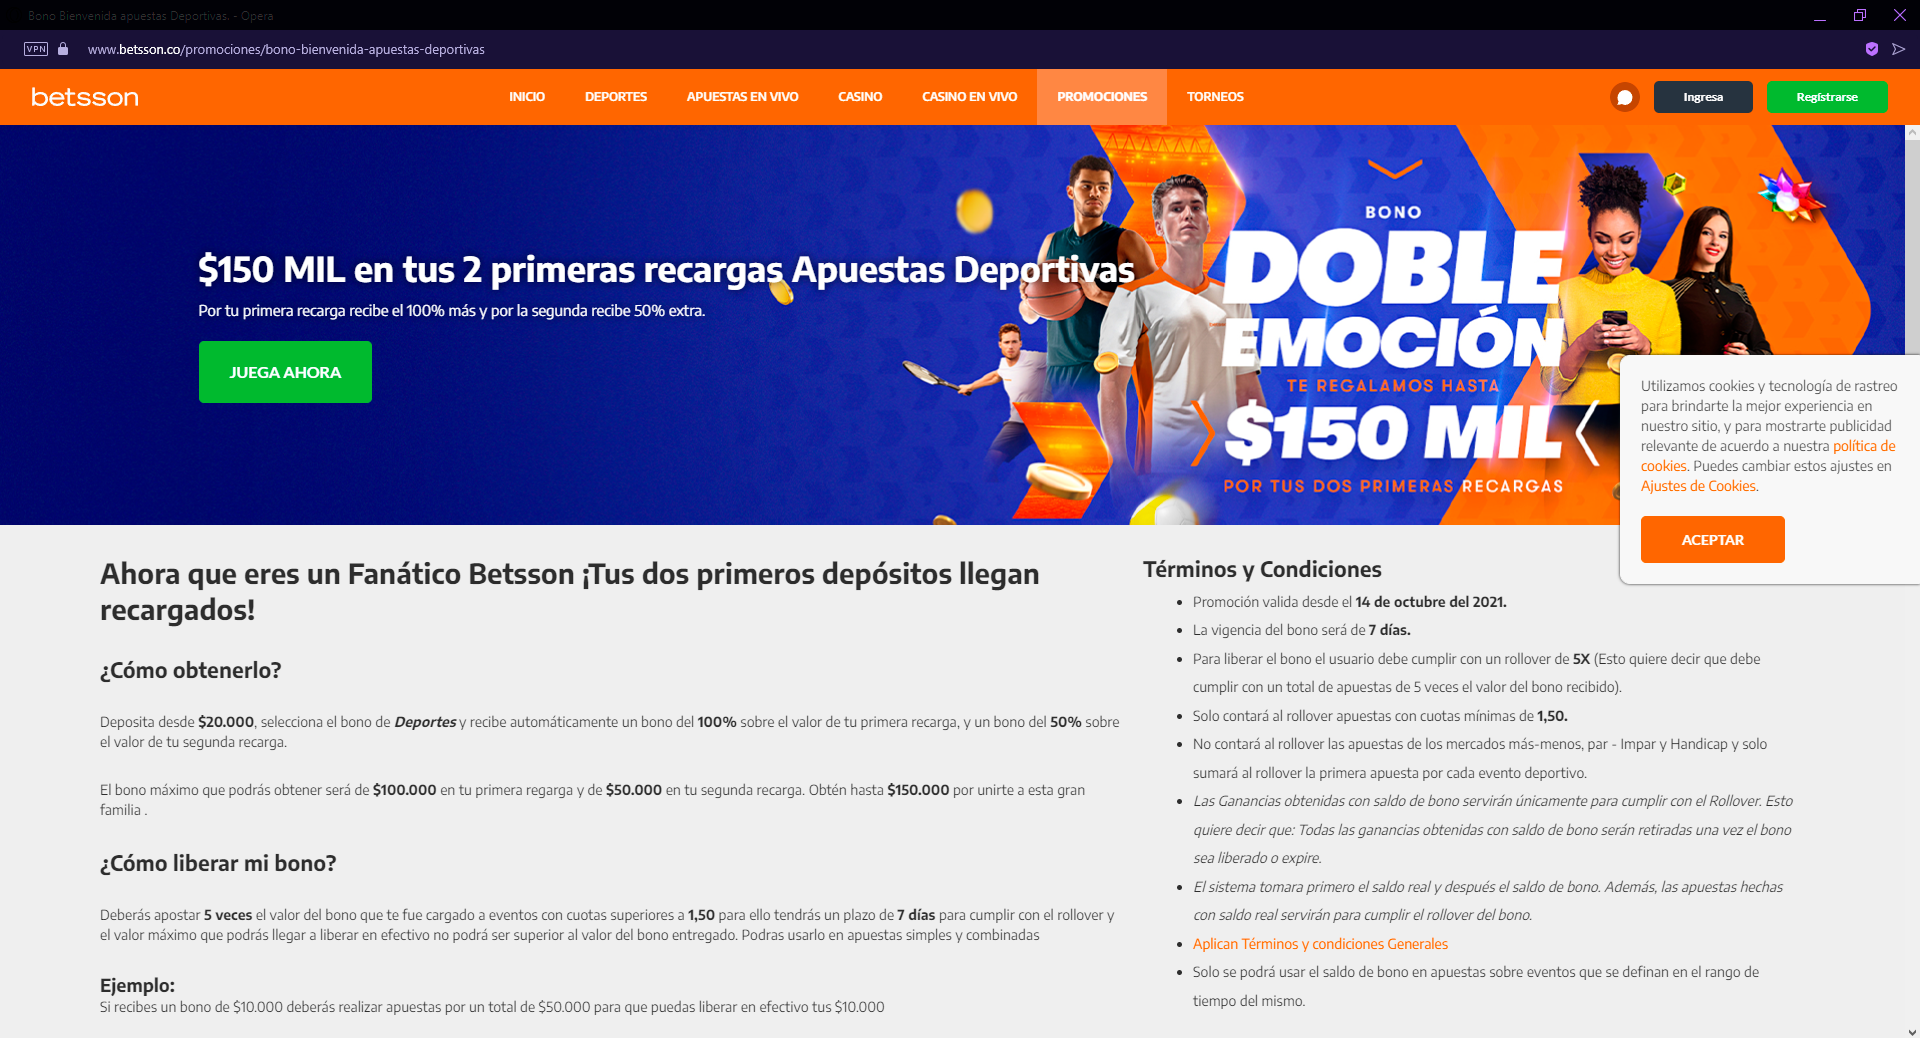 Bono Bienvenida apuestas Deportivas. - Opera
VPN
www.betsson.co/promociones/bono-bienvenida-apuestas-deportivas
betsson
INICIO
DEPORTES
APUESTAS EN VIVO
CASINO
CASINO EN VIVO
PROMOCIONES
TORNEOS
Ingresa
Regístrarse
$150 MIL en tus 2 primeras recargas Apuestas Deportivas
Por tu primera recarga recibe el 100% más y por la segunda recibe 50% extra.
JUEGA AHORA
BONO
DOBLE
EMOCIÓN
TE REGALAMOS HASTA
$150 MIL
POR TUS DOS PRIMERAS RECARGAS
Utilizamos cookies y tecnología de rastreo
para brindarte la mejor experiencia en
nuestro sitio, y para mostrarte publicidad
relevante de acuerdo a nuestra política de
cookies. Puedes cambiar estos ajustes en
Ajustes de Cookies.
ACEPTAR
Ahora que eres un Fanático Betsson ¡Tus dos primeros depósitos llegan
recargados!
¿Cómo obtenerlo?
Deposita desde $20.000, selecciona el bono de Deportes y recibe automáticamente un bono del 100% sobre el valor de tu primera recarga, y un bono del 50% sobre
el valor de tu segunda recarga.
El bono máximo que podrás obtener será de $100.000 en tu primera regarga y de $50.000 en tu segunda recarga. Obtén hasta $150.000 por unirte a esta gran
familia .
¿Cómo liberar mi bono?
Deberás apostar 5 veces el valor del bono que te fue cargado a eventos con cuotas superiores a 1,50 para ello tendrás un plazo de 7 días para cumplir con el rollover y
el valor máximo que podrás llegar a liberar en efectivo no podrá ser superior al valor del bono entregado. Podras usarlo en apuestas simples y combinadas
Ejemplo:
Si recibes un bono de $10.000 deberás realizar apuestas por un total de $50.000 para que puedas liberar en efectivo tus $10.000
Términos y Condiciones
• Promoción valida desde el 14 de octubre del 2021.
• La vigencia del bono será de 7 días.
• Para liberar el bono el usuario debe cumplir con un rollover de 5X (Esto quiere decir que debe
cumplir con un total de apuestas de 5 veces el valor del bono recibido).
• Solo contará al rollover apuestas con cuotas mínimas de 1,50.
• No contará al rollover las apuestas de los mercados más-menos, par - Impar y Handicap y solo
sumará al rollover la primera apuesta por cada evento deportivo.
• Las Ganancias obtenidas con saldo de bono servirán únicamente para cumplir con el Rollover. Esto
quiere decir que: Todas las ganancias obtenidas con saldo de bono serán retiradas una vez el bono
sea liberado o expire.
• El sistema tomara primero el saldo real y después el saldo de bono. Además, las apuestas hechas
con saldo real servirán para cumplir el rollover del bono.
• Aplican Términos y condiciones Generales
• Solo se podrá usar el saldo de bono en apuestas sobre eventos que se definan en el rango de
tiempo del mismo.